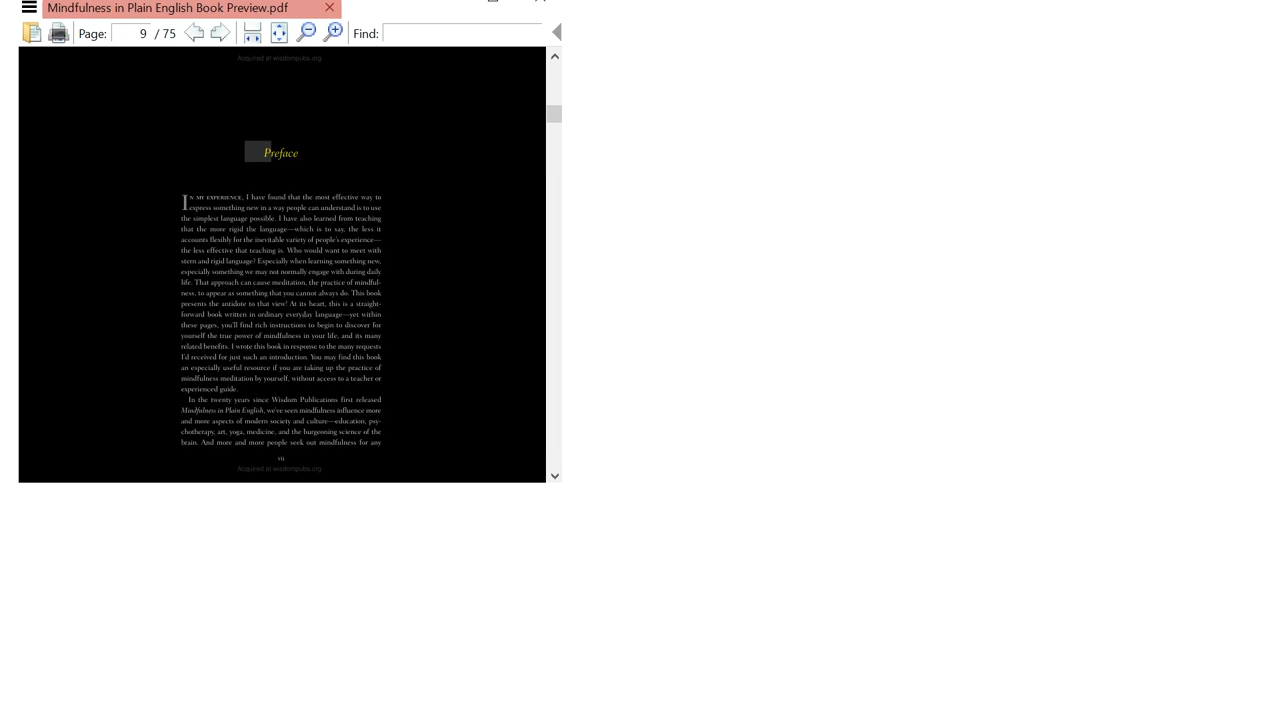 Mindfulness in Plain English Book Preview.pdf
Page: 9 / 75 Find:
Acquired at wisdompubs.org
Preface
In my experience, I have found that the most effective way to
express something new in a way people can understand is to use
the simplest language possible. I have also learned from teaching
that the more rigid the language—which is to say, the less it
accounts flexibly for the inevitable variety of people's experience—
the less effective that teaching is. Who would want to meet with
stern and rigid language? Especially when learning something new,
especially something we may not normally engage with during daily
life. That approach can cause meditation, the practice of mindful-
ness, to appear as something that you cannot always do. This book
presents the antidote to that view! At its heart, this is a straight-
forward book written in ordinary everyday language—yet within
these pages, you'll find rich instructions to begin to discover for
yourself the true power of mindfulness in your life, and its many
related benefits. I wrote this book in response to the many requests
I'd received for just such an introduction. You may find this book
an especially useful resource if you are taking up the practice of
mindfulness meditation by yourself, without access to a teacher or
experienced guide.
In the twenty years since Wisdom Publications first released
Mindfulness in Plain English, we've seen mindfulness influence more
and more aspects of modern society and culture—education, psy-
chotherapy, art, yoga, medicine, and the burgeoning science of the
brain. And more and more people seek out mindfulness for any
vii
Acquired at wisdompubs.org